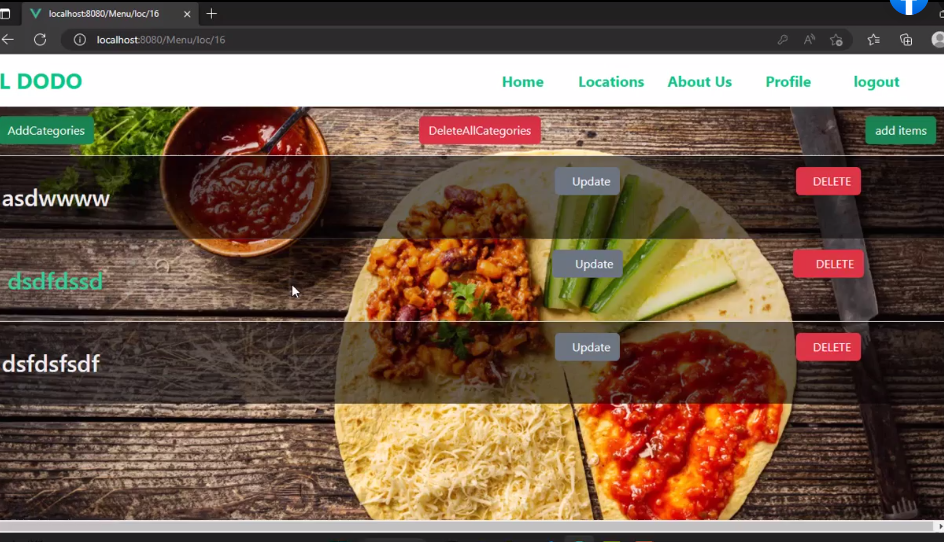 localhost:8080/Menu/loc/16
localhost:8080/Menu/loc/16
L DODO
Home Locations About Us Profile logout
AddCategories DeleteAllCategories add items
asdwwww Update DELETE
dsdfdssd Update DELETE
dsfdsfsdf Update DELETE